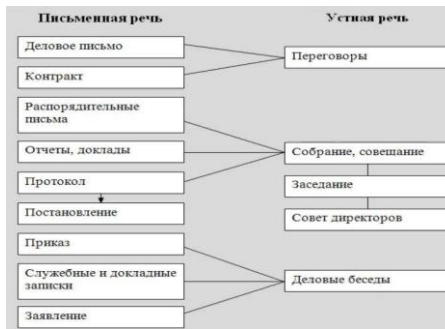 Письменная речь
Деловое письмо
Контракт
Распорядительные
письма
Отчеты, доклады
Протокол
Постановление
Приказ
Служебные и докладные
записки
Заявление
Устная речь
Переговоры
Собрание, совещание
Заседание
Совет директоров
Деловые беседы